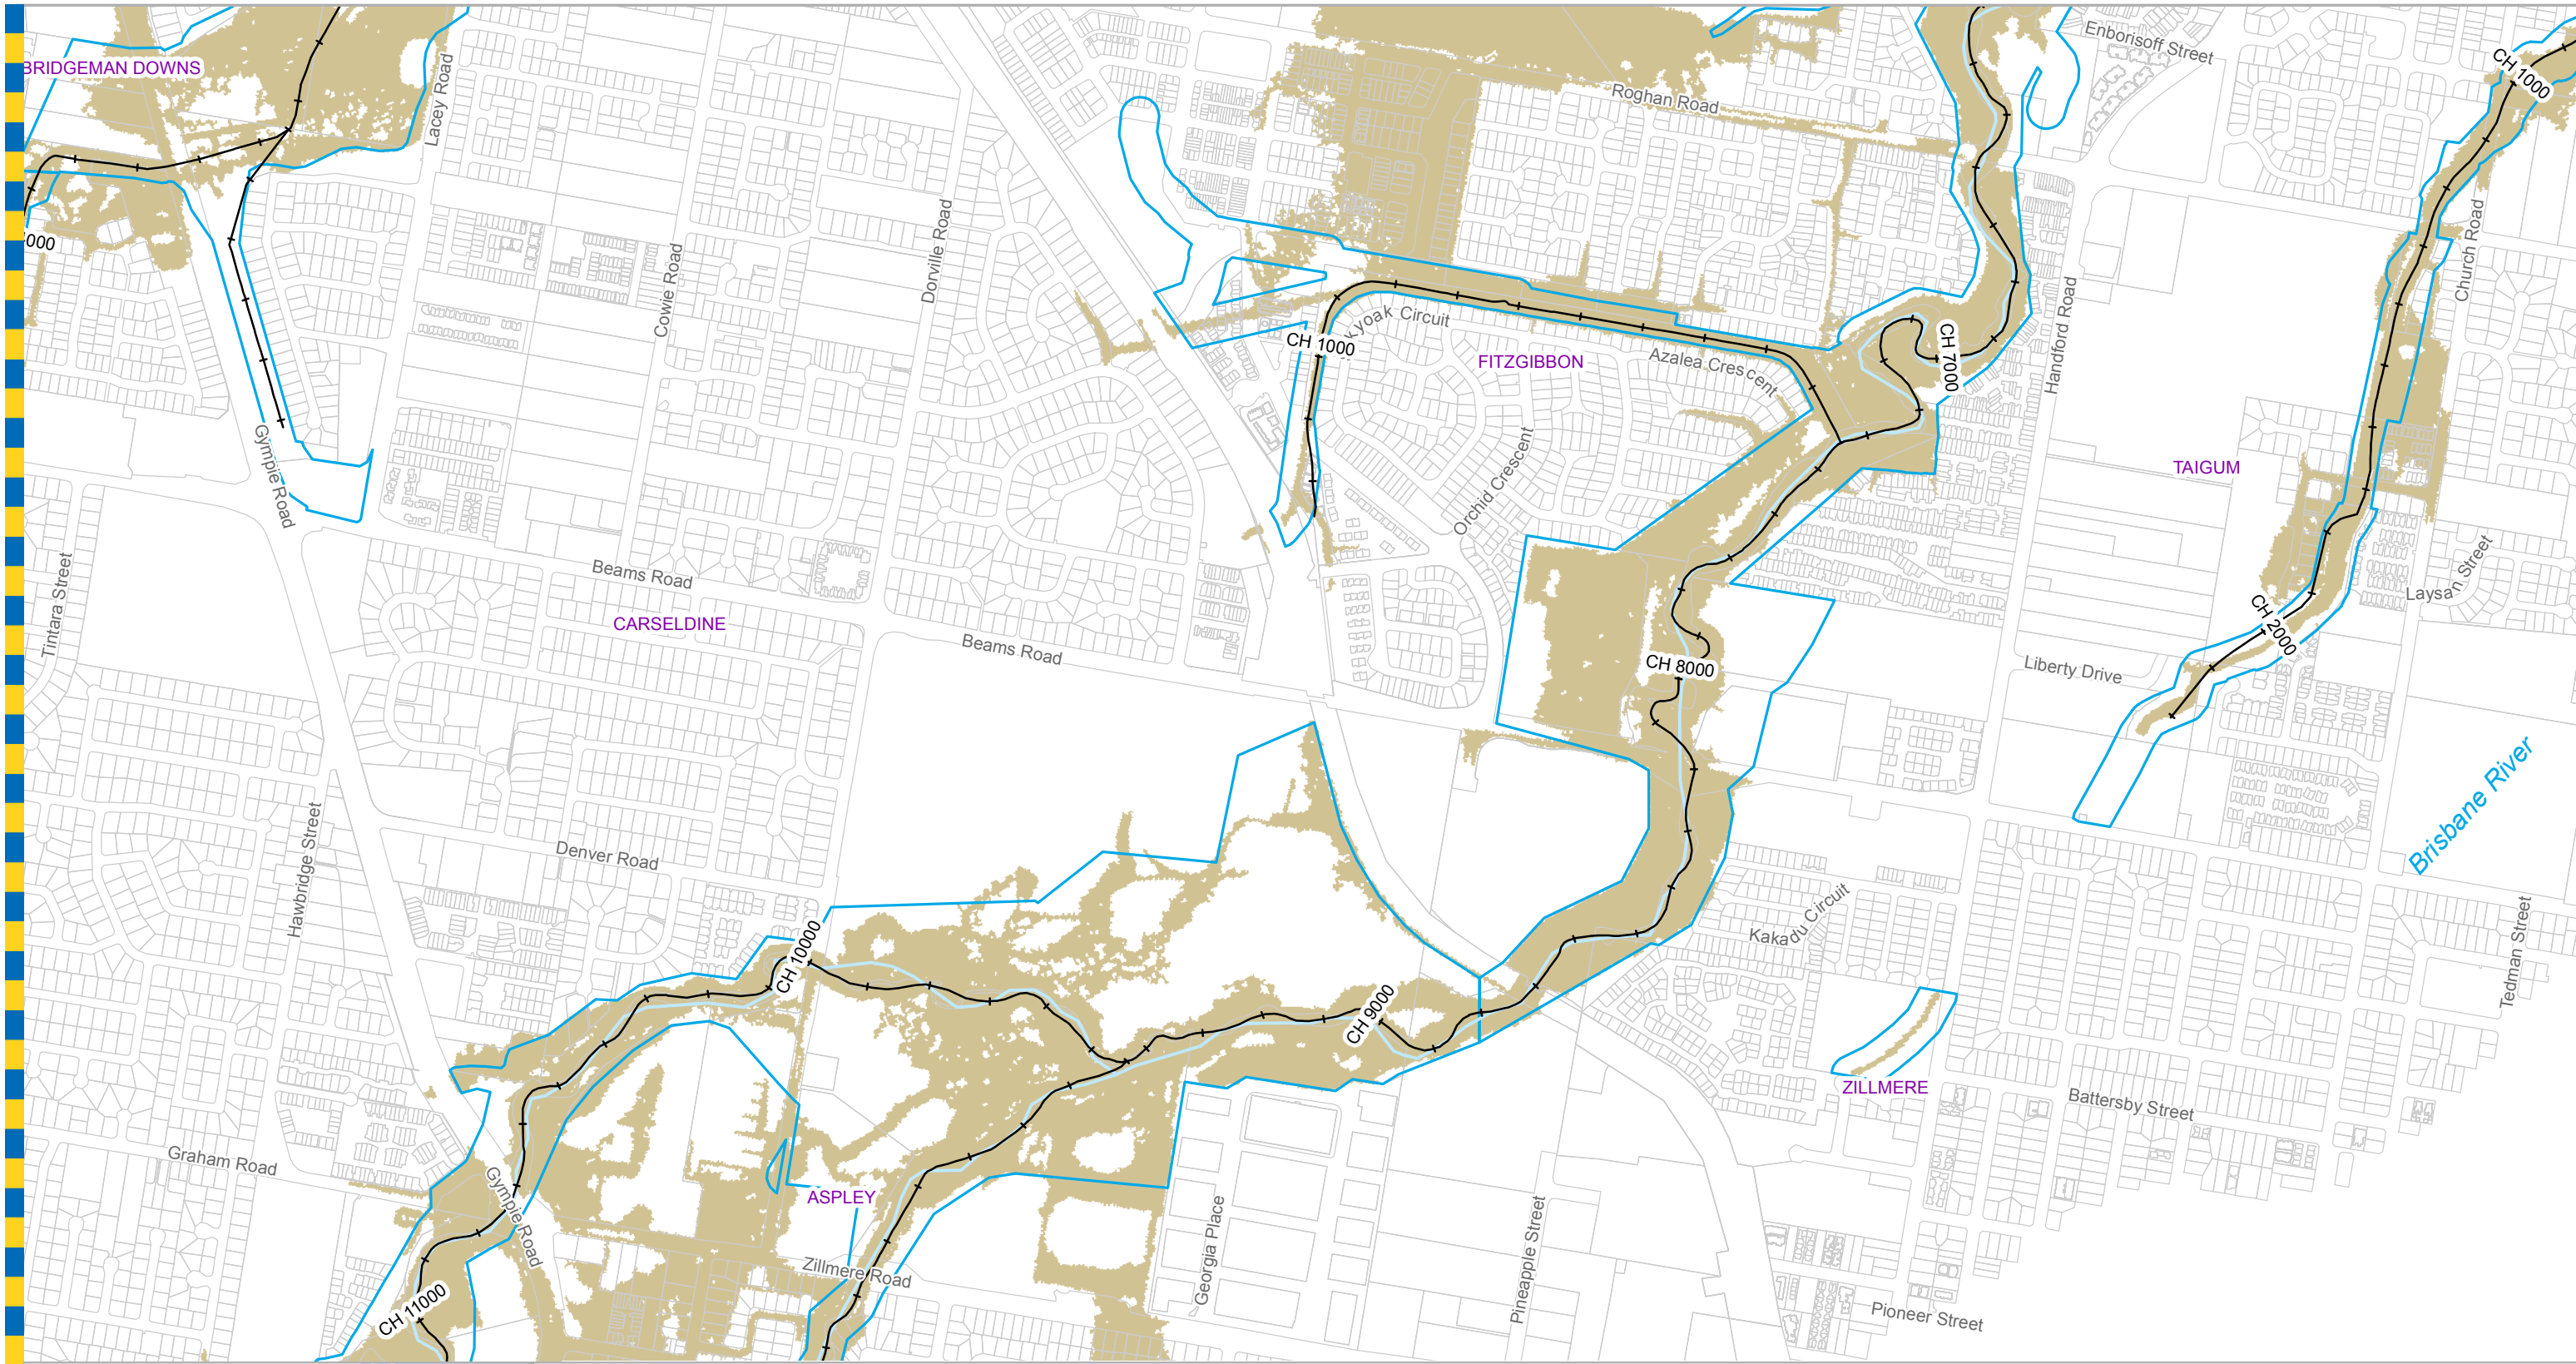 Enborisoff Street
CH 1000
BRIDGEMAN DOWNS
Lacey Road
Roghan Road
Church Road
Dorville Road
Cowie Road
Handford Road
CH 1000
Circuit
FITZGIBBON
Azalea Crescent
CH 7000
Gympie Road
Orchid Crescent
TAIGUM
Tintara Street
Beams Road
CARSELDINE
Beams Road
CH 8000
Laysan Street
CH 2000
Liberty Drive
Brisbane River
Hawbridge Street
Denver Road
Kakadu Circuit
Tedman Street
CH 10000
CH 9000
ZILLMERE
Battersby Street
Graham Road
Gympie Road
ASPLEY
Zillmere Road
Georgia Place
Pineapple Street
CH 11000
Pioneer Street